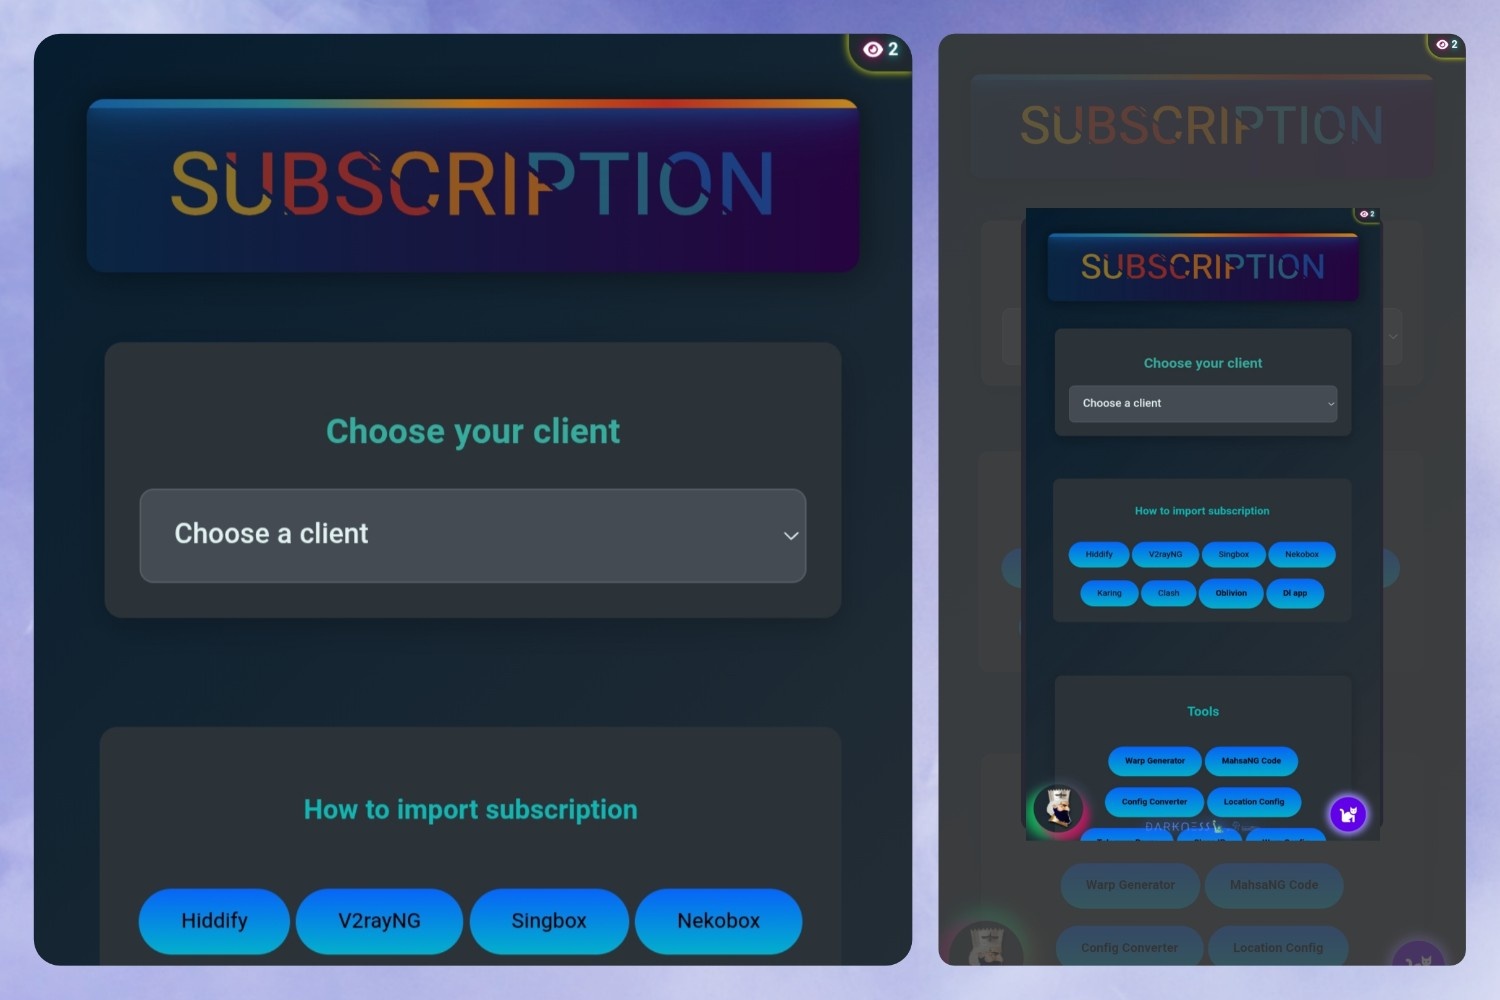 2
SUBSCRIPTION
Choose your client
Choose a client
How to import subscription
Hiddify V2rayNG Singbox Nekobox
2
SUBSCRIPTION
2
SUBSCRIPTION
Choose your client
Choose a client
How to import subscription
Hiddify V2rayNG Singbox Nekobox
Karing Clash Oblivion DI app
Tools
Warp Generator MahsaNG Code
Config Converter Location Config
DARKNESS
Warp Generator MahsaNG Code
Config Converter Location Config